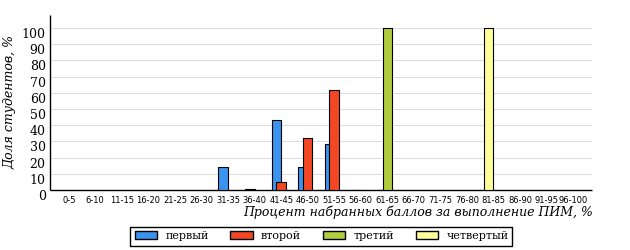 Доля студентов, %
100
90
80
70
60
50
40
30
20
10
0
0-5 6-10 11-15 16-20 21-25 26-30 31-35 36-40 41-45 46-50 51-55 56-60 61-65 66-70 71-75 76-80 81-85 86-90 91-95 96-100
Процент набранных баллов за выполнение ПИМ, %
первый второй третий четвертый